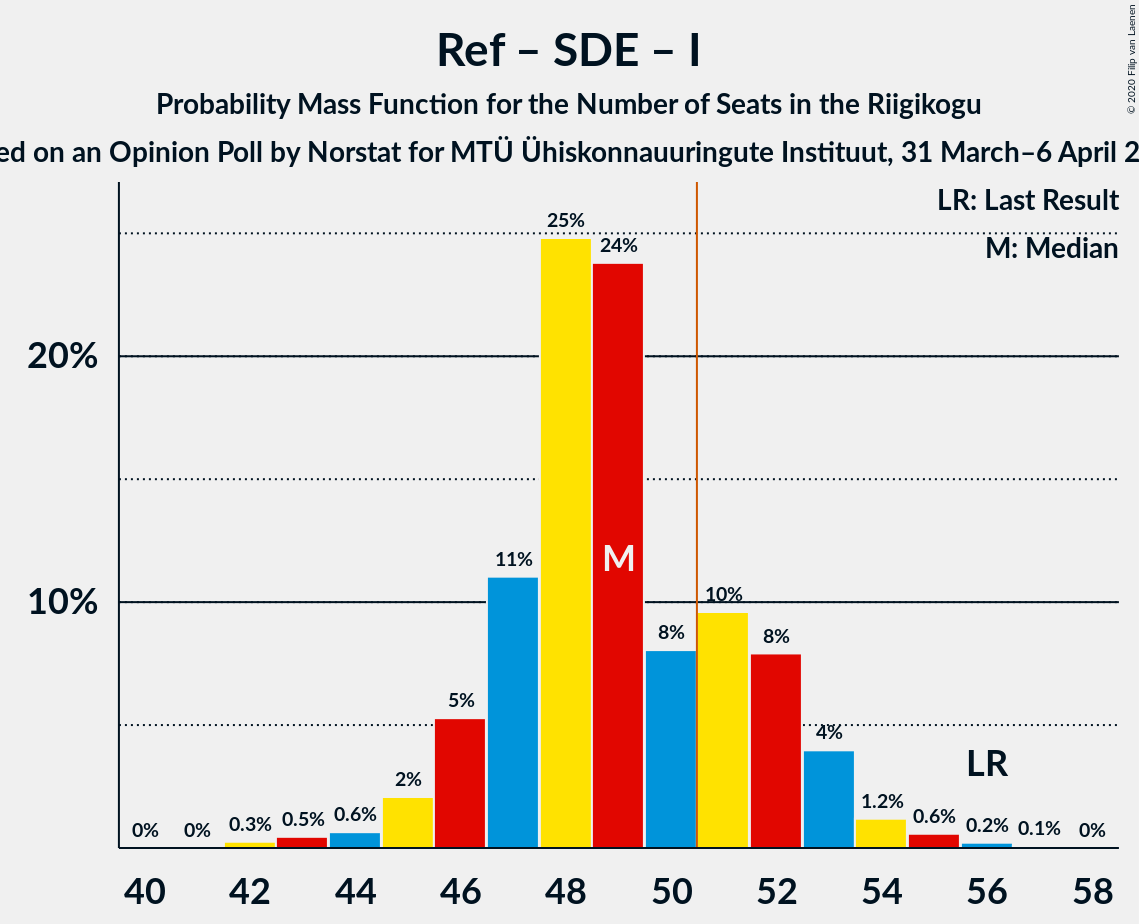 Ref – SDE – I
Probability Mass Function for the Number of Seats in the Riigikogu
on an Opinion Poll by Norstat for MTÜ Ühiskonnauuringute Instituut, 31 March–6 April
© 2020 Filip van Laenen
LR: Last Result
M: Median
25%
24%
20%
11%
M
10%
10%
8%
8%
5%
4%
LR
2%
1.2%
0% 0% 0.3% 0.5% 0.6% 0.6% 0.2% 0.1% 0%
40 42 44 46 48 50 52 54 56 58